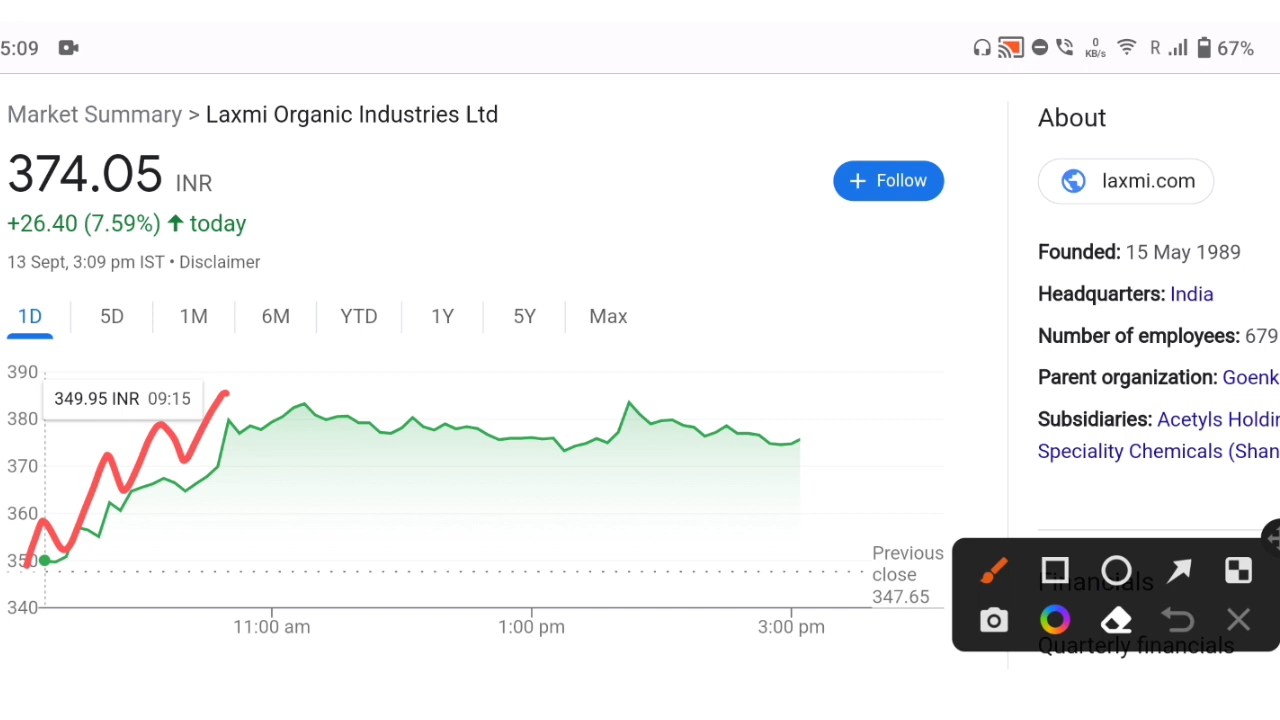 5:09
0
KB/s
R
67%
Market Summary > Laxmi Organic Industries Ltd
374.05 INR
+ Follow
+26.40 (7.59%) ↑ today
13 Sept, 3:09 pm IST • Disclaimer
1D 5D 1M 6M YTD 1Y 5Y Max
390
349.95 INR 09:15
380
370
360
350
340
Previous
close
347.65
11:00 am 1:00 pm 3:00 pm
About
laxmi.com
Founded: 15 May 1989
Headquarters: India
Number of employees: 679
Parent organization: Goenk
Subsidiaries: Acetyls Holdin
Speciality Chemicals (Shan
Financials
Quarterly financials